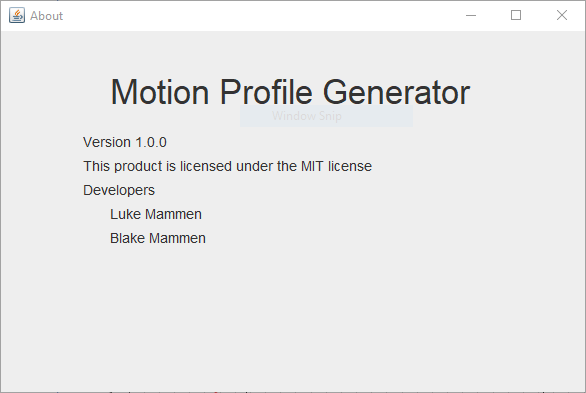 About
Motion Profile Generator
Window Snip
Version 1.0.0
This product is licensed under the MIT license
Developers
Luke Mammen
Blake Mammen